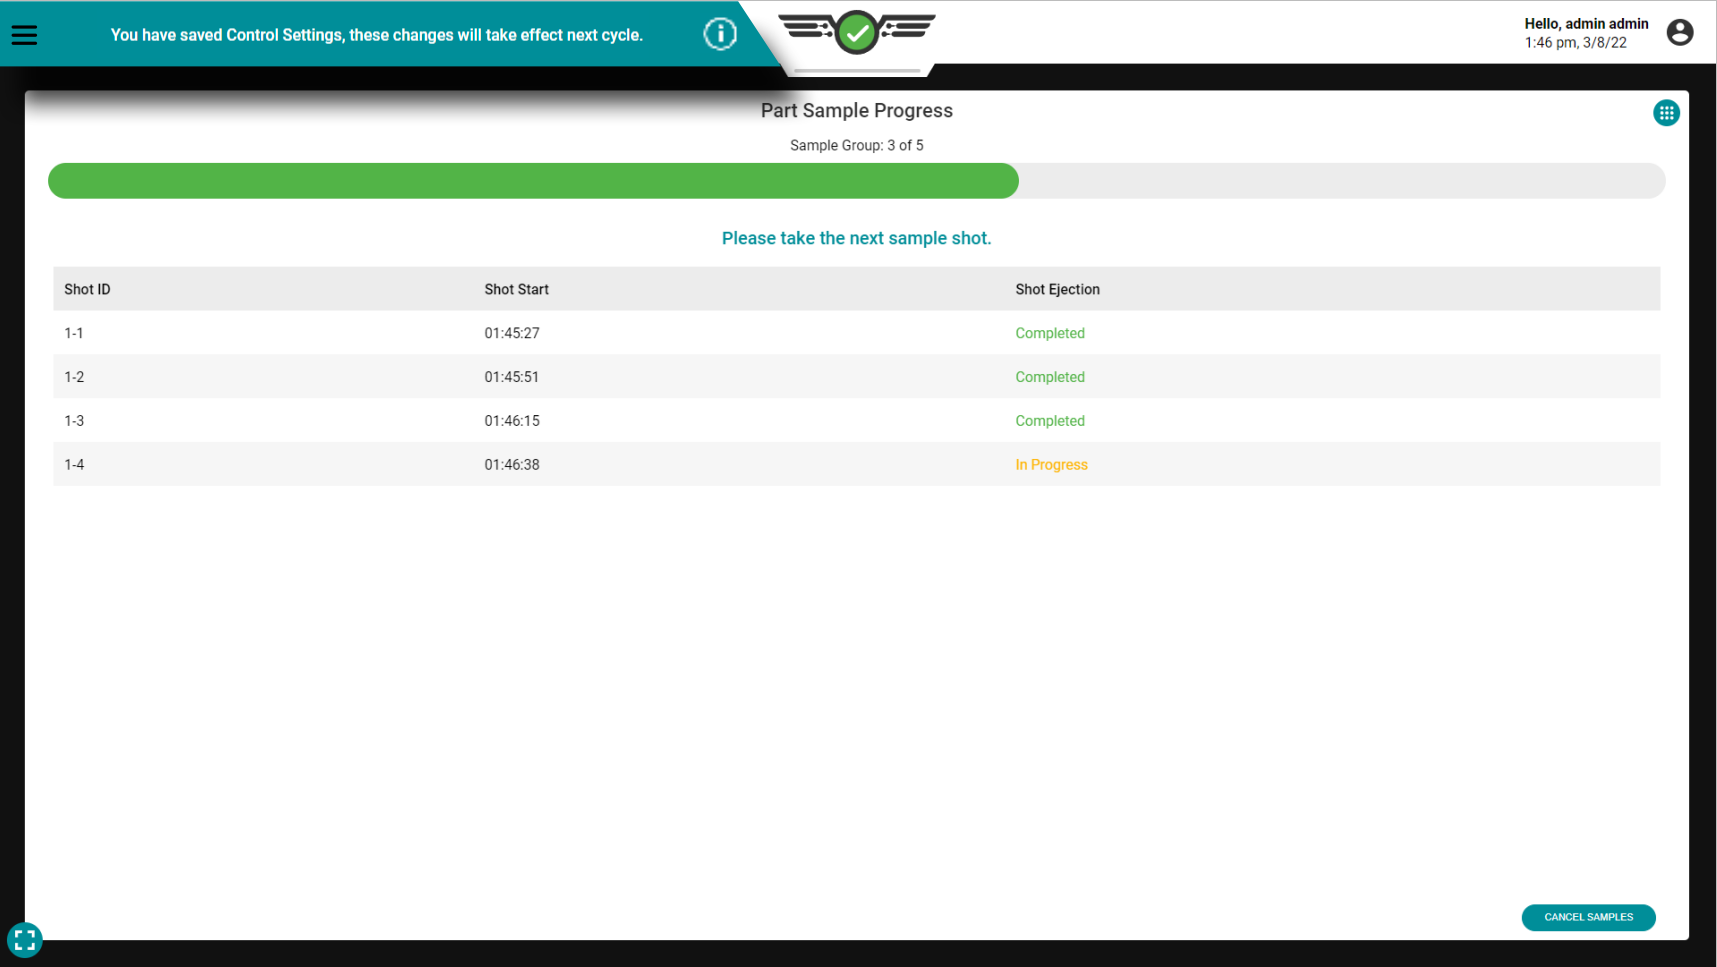 You have saved Control Settings, these changes will take effect next cycle.
Hello, admin admin
1:46 pm, 3/8/22
Part Sample Progress
Sample Group: 3 of 5
Please take the next sample shot.
Shot ID Shot Start Shot Ejection
1-1 01:45:27 Completed
1-2 01:45:51 Completed
1-3 01:46:15 Completed
1-4 01:46:38 In Progress
CANCEL SAMPLES